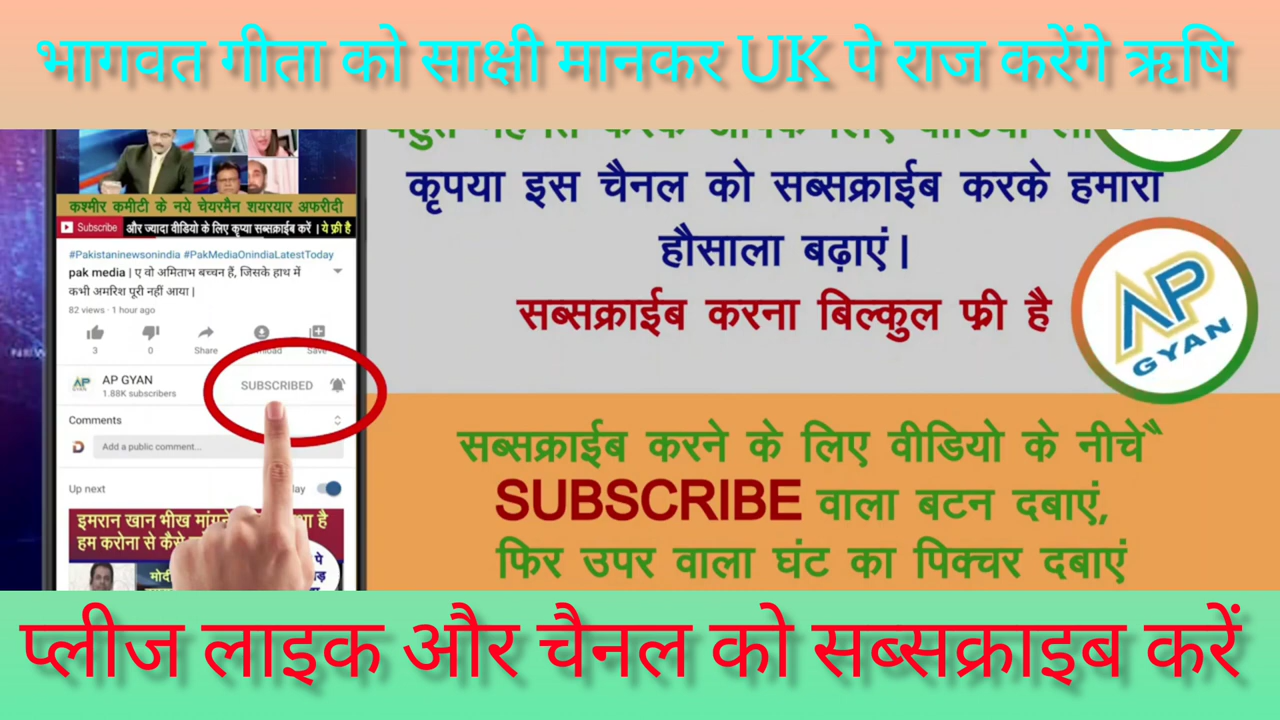 भागवत गीता को साक्षी मानकर UK पे राज करेंगे ऋषि
कश्मीर कमीटी के नये चेयरमैन शयरयार अफरीदी
Subscribe और ज्यादा वीडियो के लिए कृप्या सब्सक्राईब करें । ये फ्री है
#Pakistaninewsonindia #PakMediaOnindiaLatestToday
pak media | ए वो अमिताभ बच्चन हैं, जिसके हाथ में
कभी अमरिश पूरी नहीं आया |
82 views · 1 hour ago
3 0 Share Save
AP GYAN
1.88K subscribers
SUBSCRIBED
Comments
Add a public comment...
Up next
इमरान खान भीख मांगने
हम करोना से कैसे
मोदी
कृपया इस चैनल को सब्सक्राईब करके हमारा
हौसाला बढ़ाएं |
सब्सक्राईब करना बिल्कुल फ्री है
AP
GYAN
सब्सक्राईब करने के लिए वीडियो के नीचे"
SUBSCRIBE वाला बटन दबाएं,
फिर उपर वाला घंट का पिक्चर दबाएं
प्लीज लाइक और चैनल को सब्सक्राइब करें